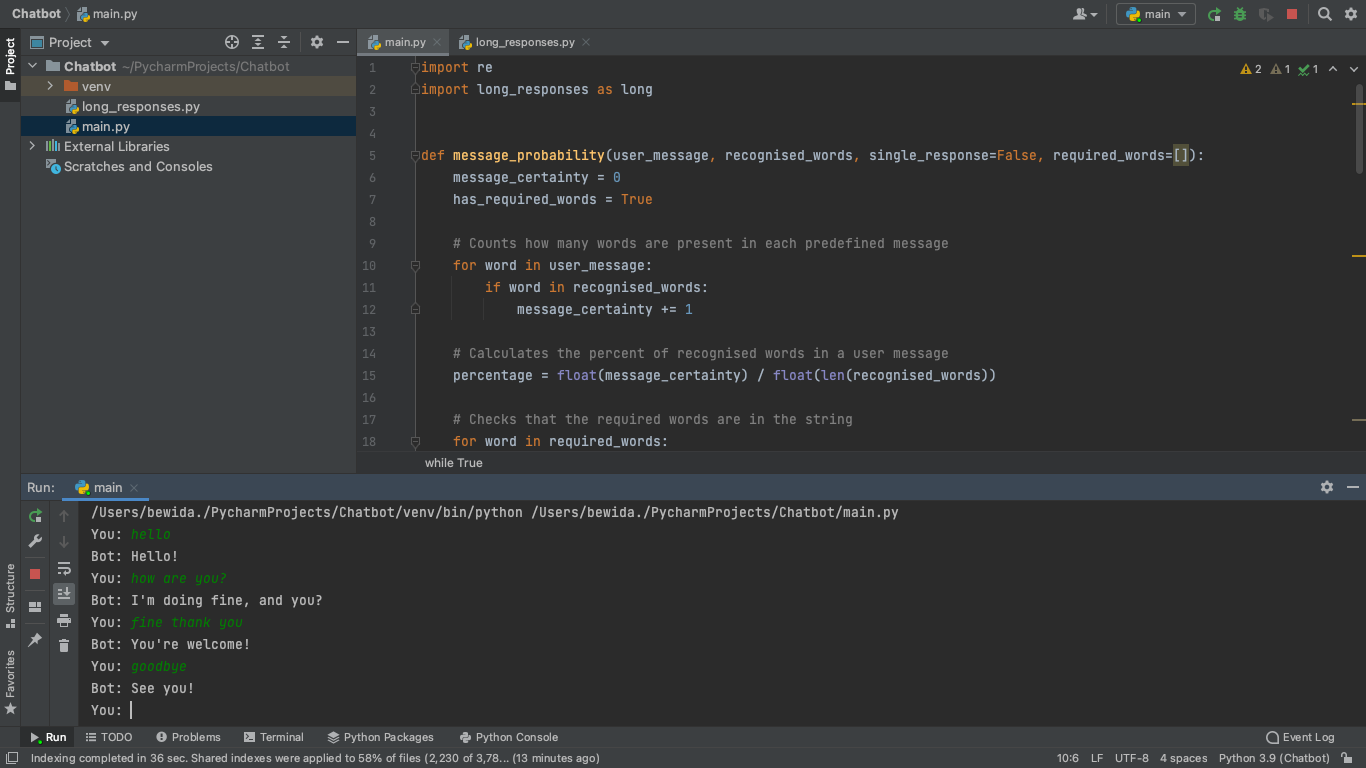 Chatbot main.py
main
Project
Project
Chatbot ~/PycharmProjects/Chatbot
venv
long_responses.py
main.py
External Libraries
Scratches and Consoles
main.py long_responses.py
2 1 1
1 import re
2 import long_responses as long
3
4
5 def message_probability(user_message, recognised_words, single_response=False, required_words=[]):
6 message_certainty = 0
7 has_required_words = True
8
9 # Counts how many words are present in each predefined message
10 for word in user_message:
11 if word in recognised_words:
12 message_certainty += 1
13
14 # Calculates the percent of recognised words in a user message
15 percentage = float(message_certainty) / float(len(recognised_words))
16
17 # Checks that the required words are in the string
18 for word in required_words:
while True
Run: main
/Users/bewida./PycharmProjects/Chatbot/venv/bin/python /Users/bewida./PycharmProjects/Chatbot/main.py
You: hello
Bot: Hello!
You: how are you?
Bot: I'm doing fine, and you?
You: fine thank you
Bot: You're welcome!
You: goodbye
Bot: See you!
You:
Structure
Favorites
Run TODO Problems Terminal Python Packages Python Console Event Log
Indexing completed in 36 sec. Shared indexes were applied to 58% of files (2,230 of 3,78... (13 minutes ago) 10:6 LF UTF-8 4 spaces Python 3.9 (Chatbot)